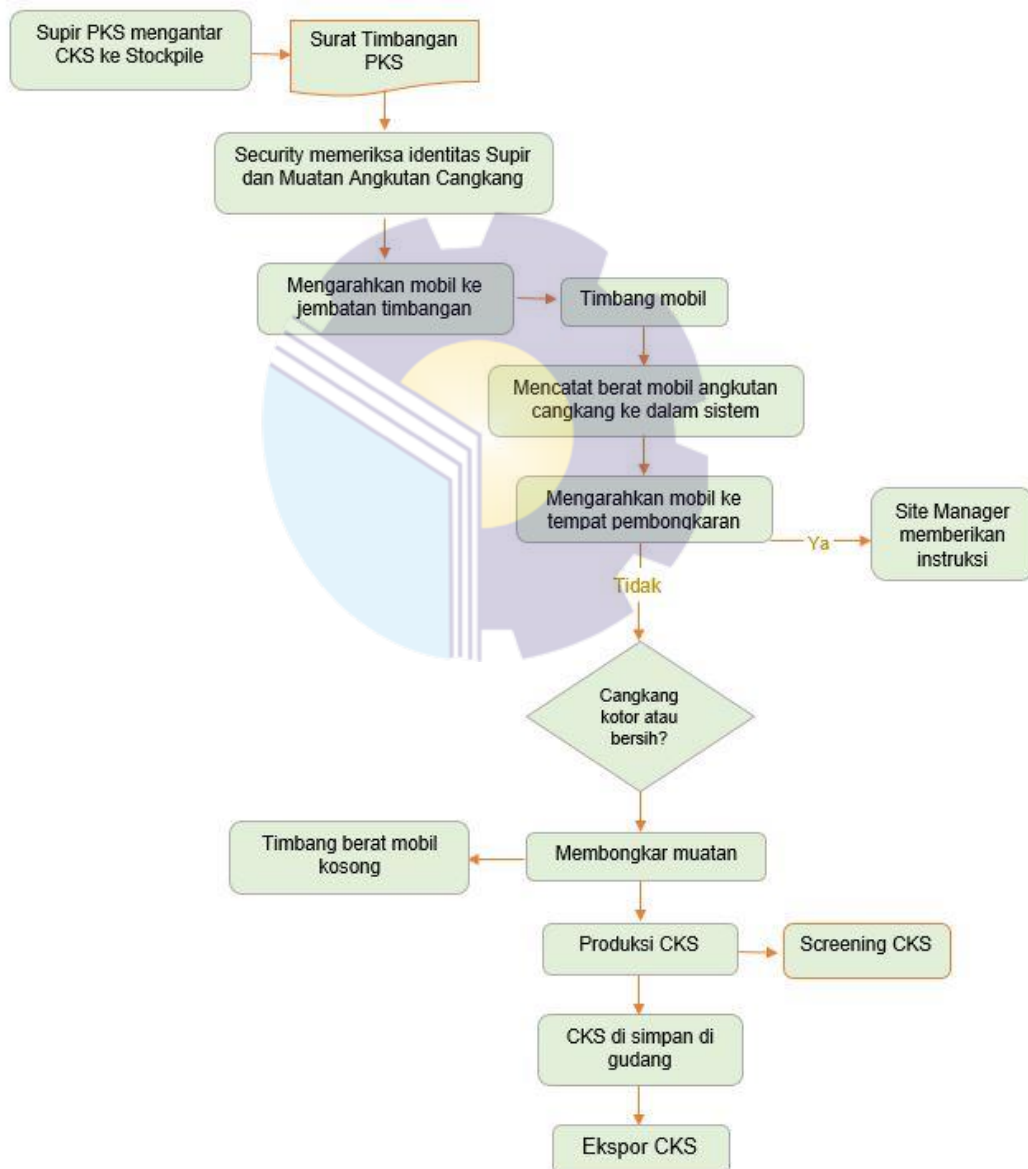 Supir PKS mengantar
CKS ke Stockpile
Surat Timbangan
PKS
Security memeriksa identitas Supir
dan Muatan Angkutan Cangkang
Mengarahkan mobil ke
jembatan timbangan
Timbang mobil
Mencatat berat mobil angkutan
cangkang ke dalam sistem
Mengarahkan mobil ke
tempat pembongkaran
Ya
Site Manager
memberikan
instruksi
Tidak
Cangkang
kotor atau
bersih?
Timbang berat mobil
kosong
Membongkar muatan
Produksi CKS
Screening CKS
CKS di simpan di
gudang
Ekspor CKS